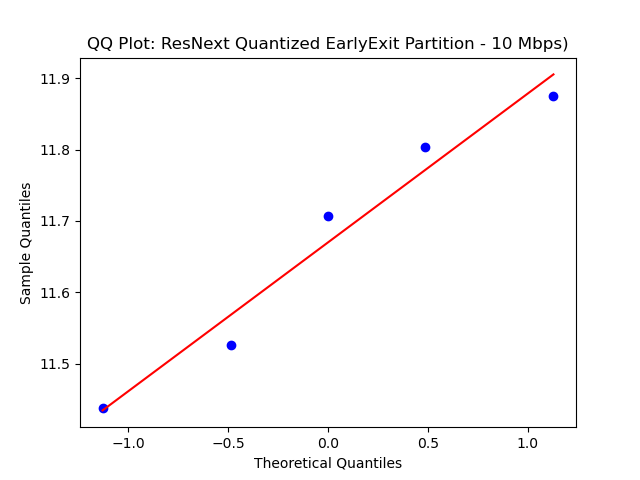 QQ Plot: ResNext Quantized EarlyExit Partition - 10 Mbps)
11.9
11.8
11.7
11.6
11.5
Sample Quantiles
−1.0 −0.5 0.0 0.5 1.0
Theoretical Quantiles